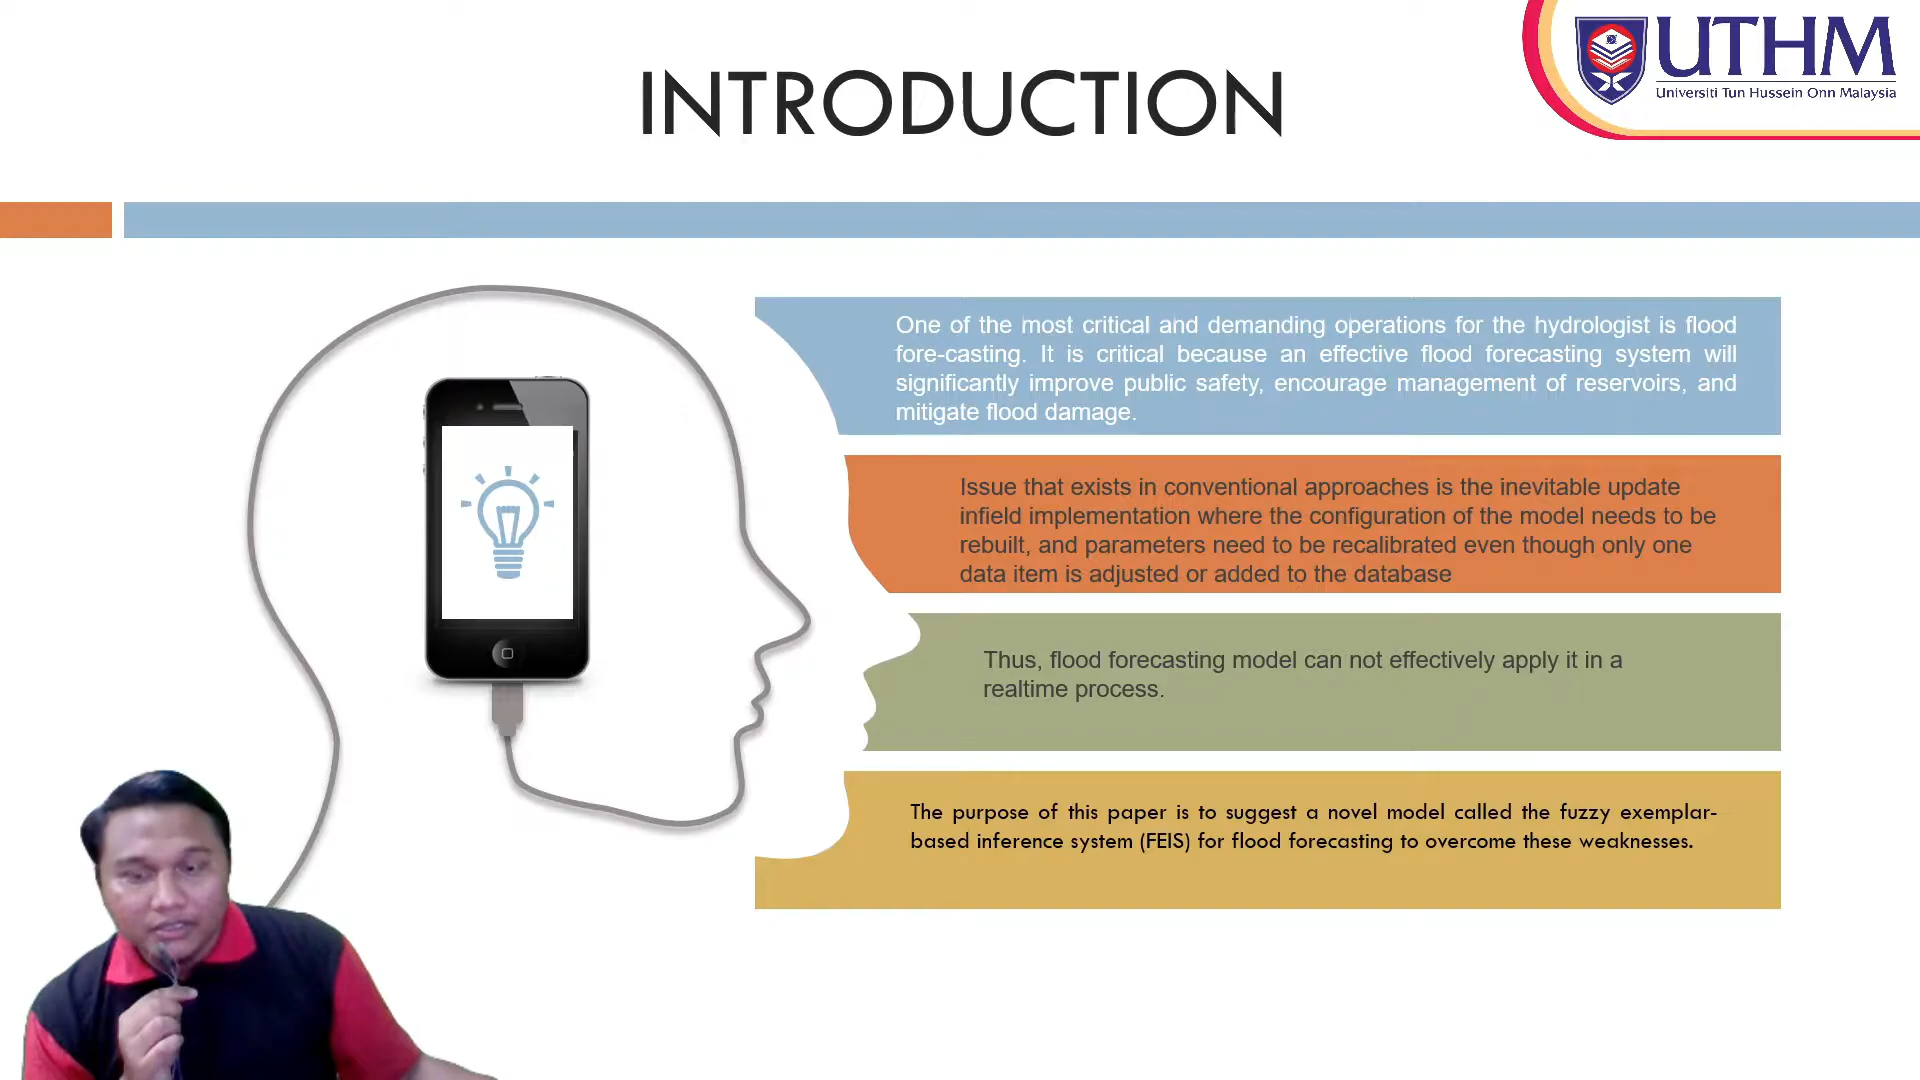 INTRODUCTION
UTHM
Universiti Tun Hussein Onn Malaysia
One of the most critical and demanding operations for the hydrologist is flood
fore-casting. It is critical because an effective flood forecasting system will
significantly improve public safety, encourage management of reservoirs, and
mitigate flood damage.
Issue that exists in conventional approaches is the inevitable update
infield implementation where the configuration of the model needs to be
rebuilt, and parameters need to be recalibrated even though only one
data item is adjusted or added to the database
Thus, flood forecasting model can not effectively apply it in a
realtime process.
The purpose of this paper is to suggest a novel model called the fuzzy exemplar-
based inference system (FEIS) for flood forecasting to overcome these weaknesses.